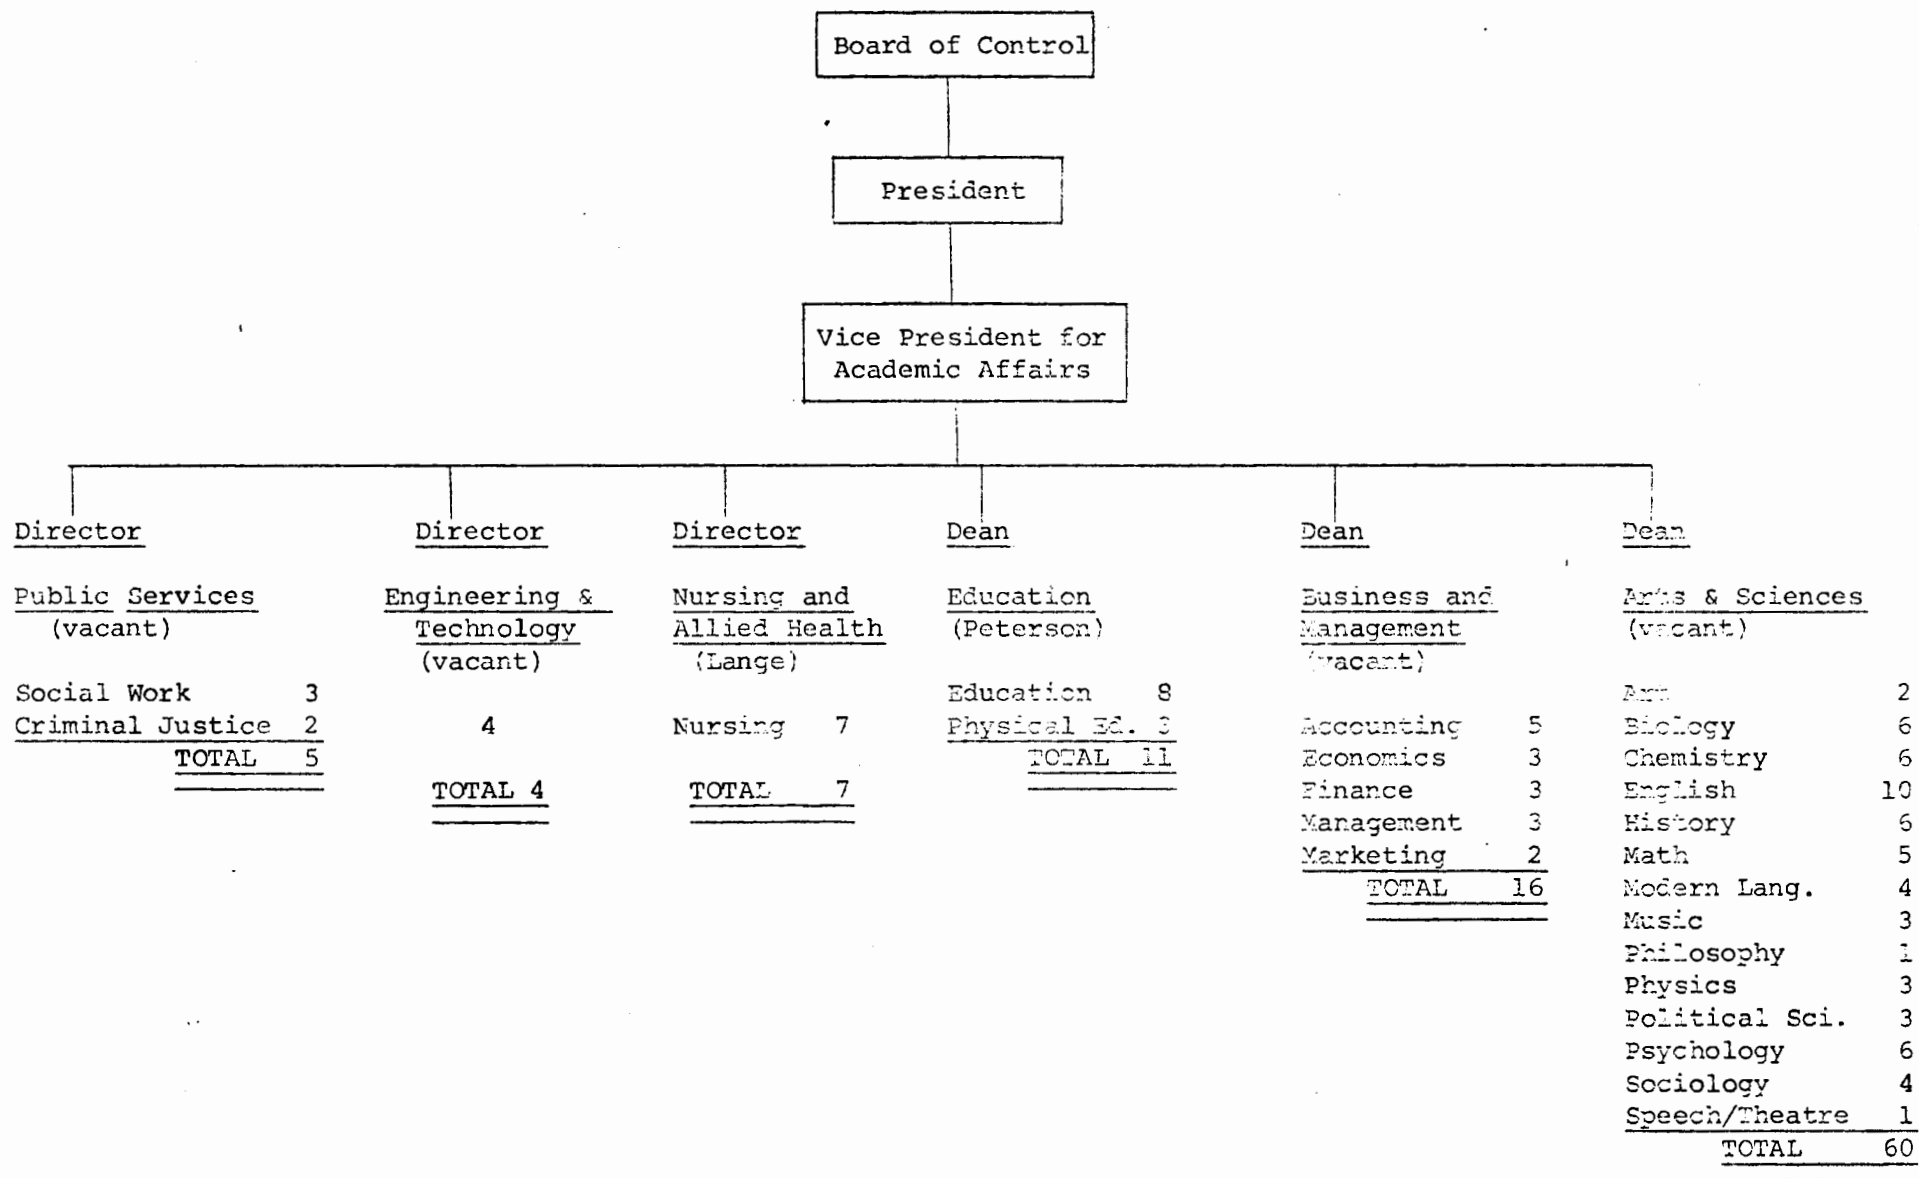 Board of Control
President
Vice President for
Academic Affairs
Director
Public Services
(vacant)
Social Work 3
Criminal Justice 2
TOTAL 5
Director
Engineering &
Technology
(vacant)
4
TOTAL 4
Director
Nursing and
Allied Health
(Lange)
Nursing 7
TOTAL 7
Dean
Education
(Peterson)
Education 8
Physical Ed. 3
TOTAL 11
Dean
Business and
Management
(vacant)
Accounting 5
Economics 3
Finance 3
Management 3
Marketing 2
TOTAL 16
Dean
Arts & Sciences
(vacant)
Art 2
Biology 6
Chemistry 6
English 10
History 6
Math 5
Modern Lang. 4
Music 3
Philosophy 1
Physics 3
Political Sci. 3
Psychology 6
Sociology 4
Speech/Theatre 1
TOTAL 60